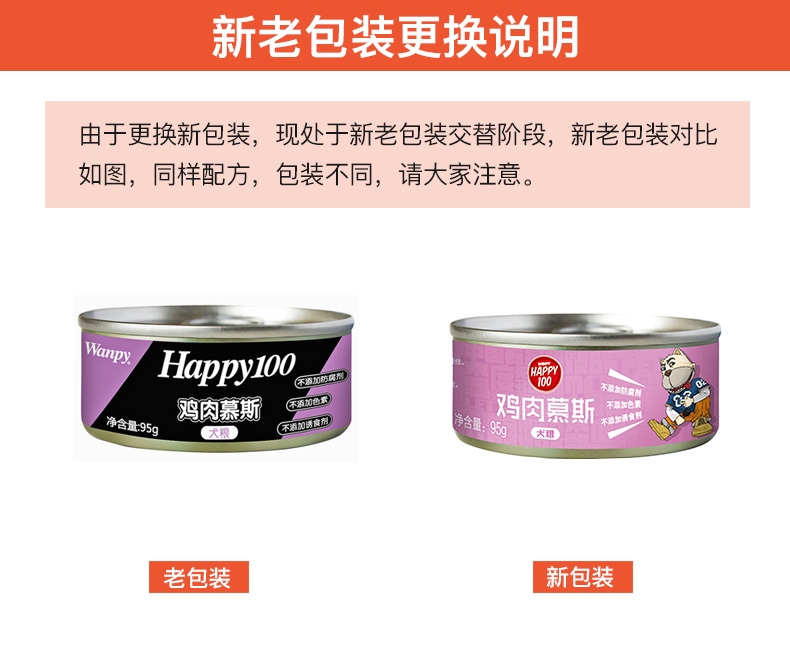 新老包装更换说明
由于更换新包装，现处于新老包装交替阶段，新老包装对比
如图，同样配方，包装不同，请大家注意。
Wanpy
Happy100
不添加防腐剂
鸡肉慕斯
不添加色素
净含量:95g
犬粮
不添加诱食剂
HAPPY
100
不添加防腐剂
鸡肉慕斯
不添加色素
净含量: 95g
犬粮
不添加诱食剂
老包装
新包装